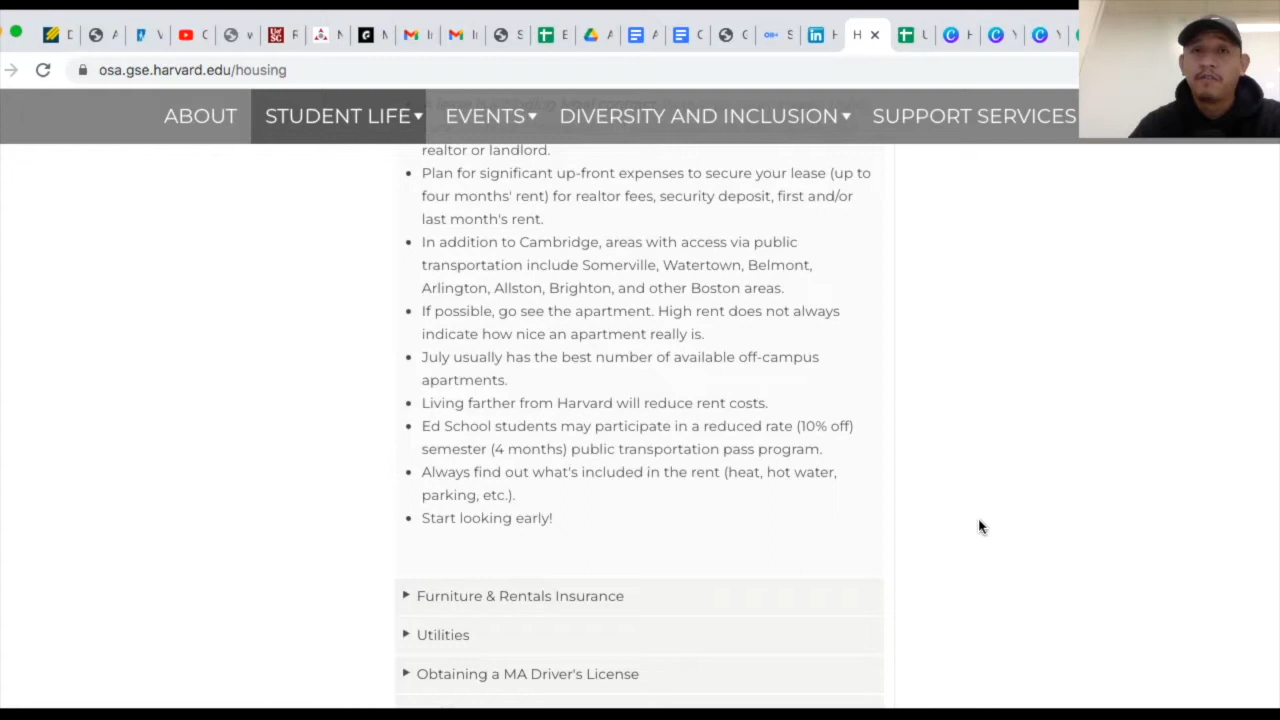 osa.gse.harvard.edu/housing
ABOUT STUDENT LIFE EVENTS DIVERSITY AND INCLUSION SUPPORT SERVICES
realtor or landlord.
• Plan for significant up-front expenses to secure your lease (up to
four months' rent) for realtor fees, security deposit, first and/or
last month's rent.
• In addition to Cambridge, areas with access via public
transportation include Somerville, Watertown, Belmont,
Arlington, Allston, Brighton, and other Boston areas.
• If possible, go see the apartment. High rent does not always
indicate how nice an apartment really is.
• July usually has the best number of available off-campus
apartments.
• Living farther from Harvard will reduce rent costs.
• Ed School students may participate in a reduced rate (10% off)
semester (4 months) public transportation pass program.
• Always find out what's included in the rent (heat, hot water,
parking, etc.).
• Start looking early!
Furniture & Rentals Insurance
Utilities
Obtaining a MA Driver's License